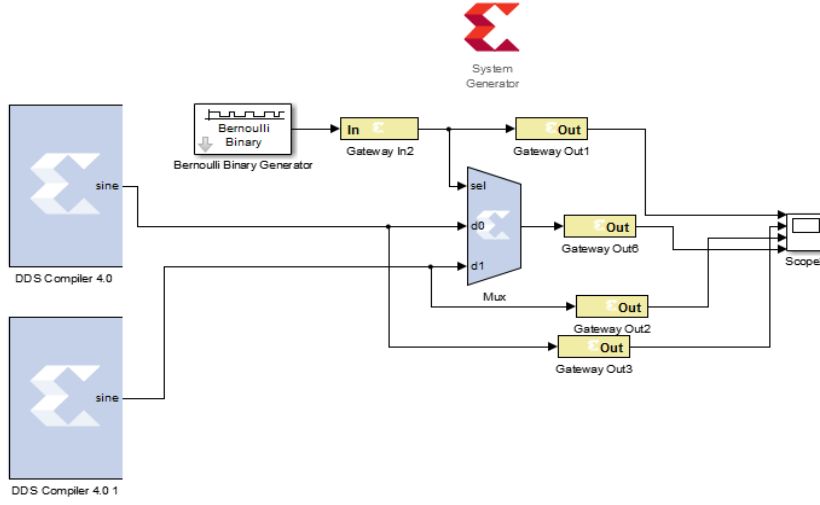 System
Generator
Bernoulli
Binary
Bernoulli Binary Generator
In
Gateway In2
Out
Gateway Out1
sine
DDS Compiler 4.0
sel
d0
d1
Mux
Out
Gateway Out6
Scope
Out
Gateway Out2
Out
Gateway Out3
sine
DDS Compiler 4.0 1